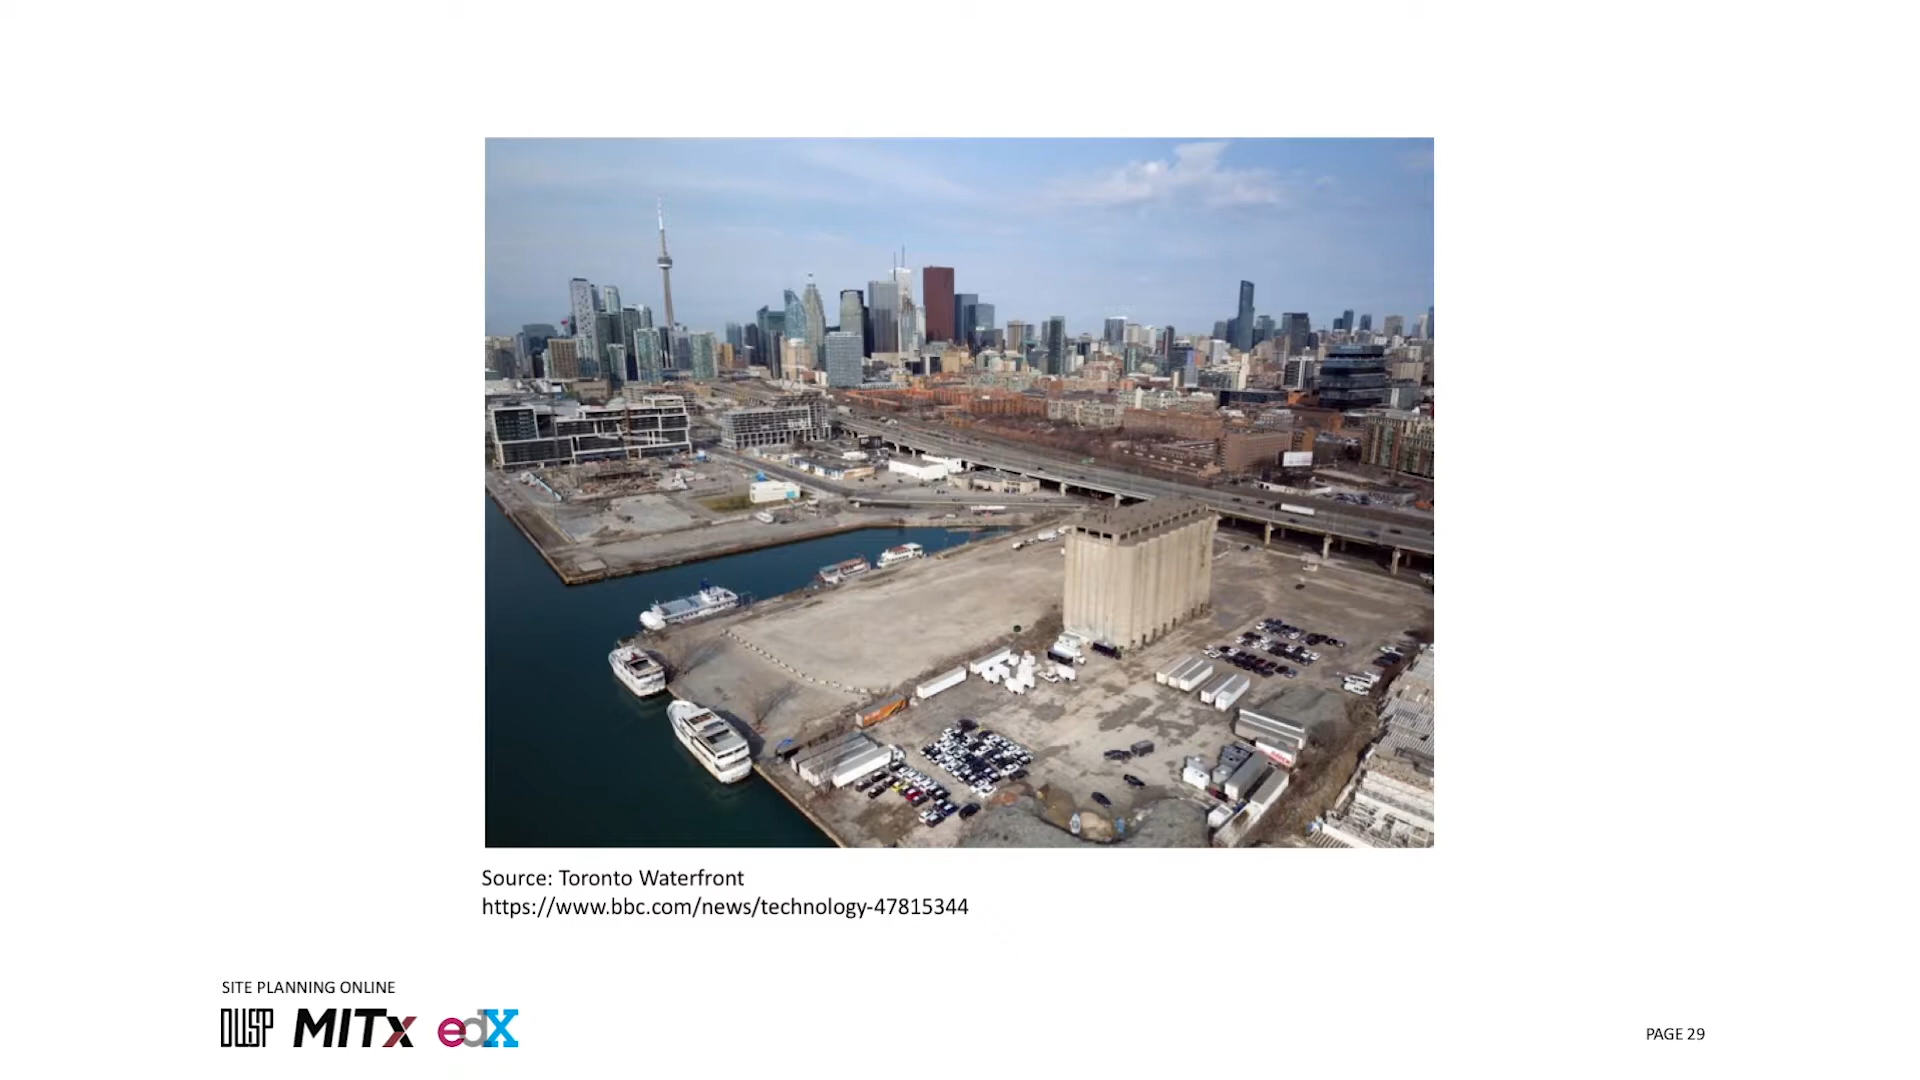 Source: Toronto Waterfront
https://www.bbc.com/news/technology-47815344
SITE PLANNING ONLINE
DUSP MITx edX
PAGE 29